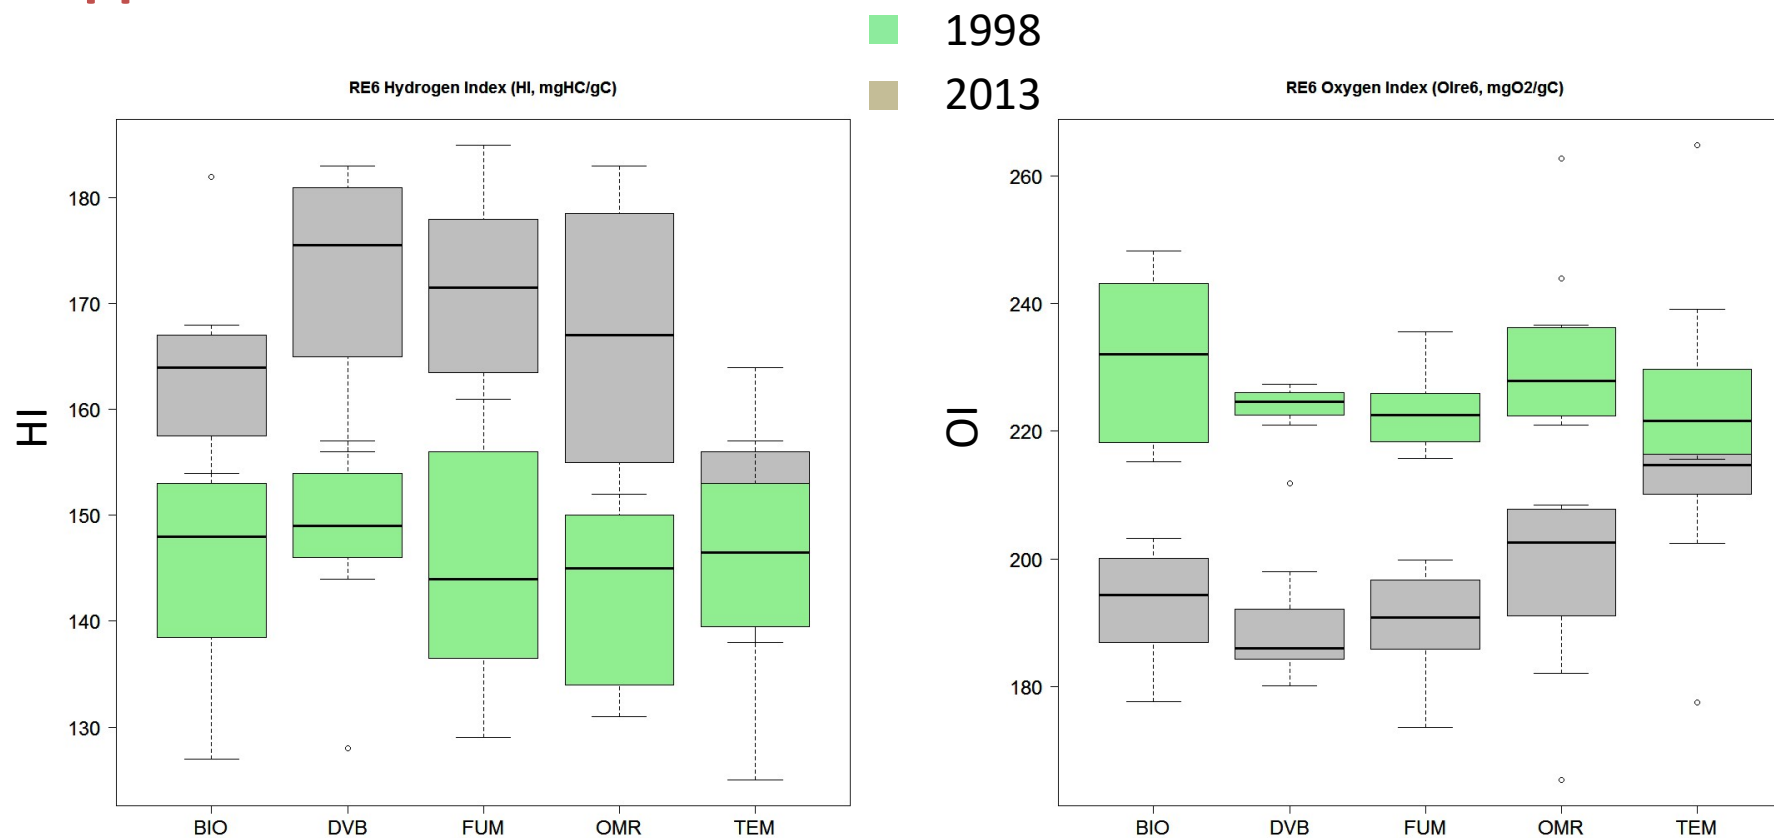 1998
2013
RE6 Hydrogen Index (HI, mgHC/gC)
HI
180
170
160
150
140
130
BIO DVB FUM OMR TEM
RE6 Oxygen Index (OIre6, mgO2/gC)
OI
260
240
220
200
180
BIO DVB FUM OMR TEM